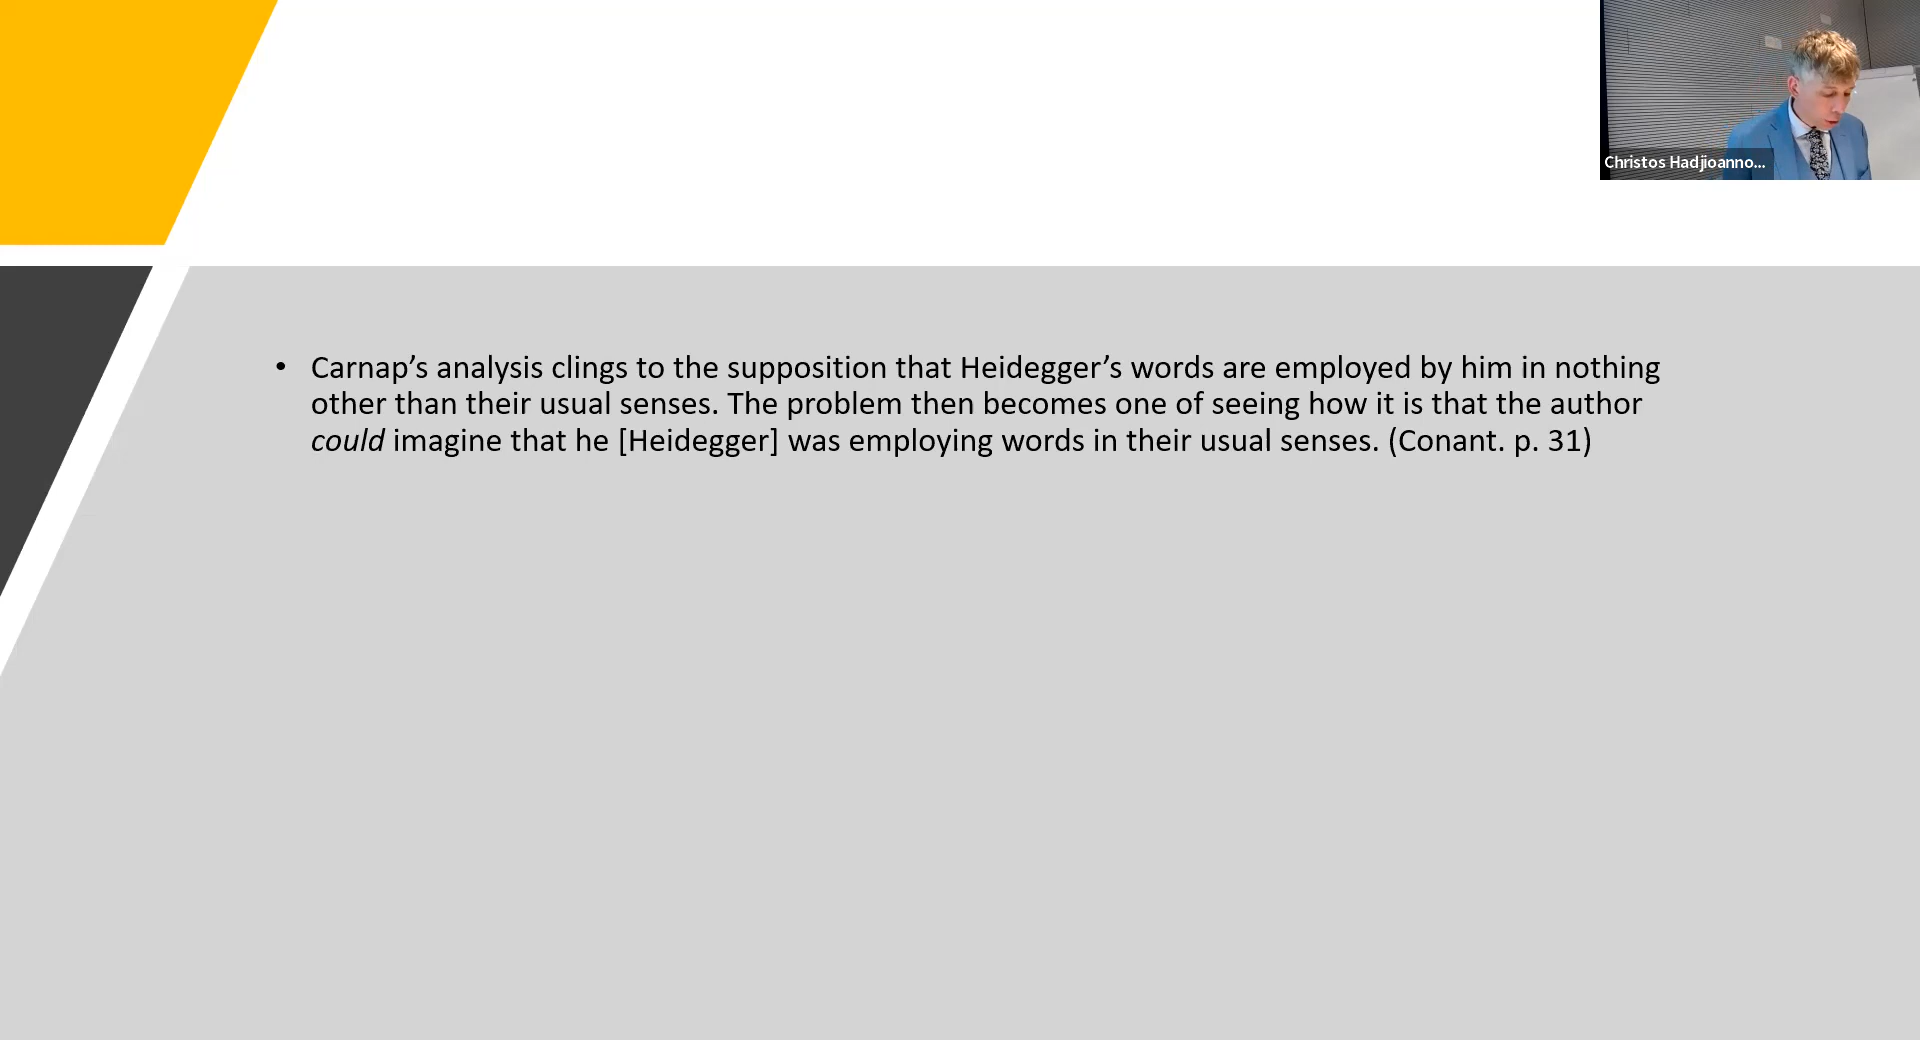 Christos Hadjioanno...
• Carnap’s analysis clings to the supposition that Heidegger’s words are employed by him in nothing
other than their usual senses. The problem then becomes one of seeing how it is that the author
could imagine that he [Heidegger] was employing words in their usual senses. (Conant. p. 31)